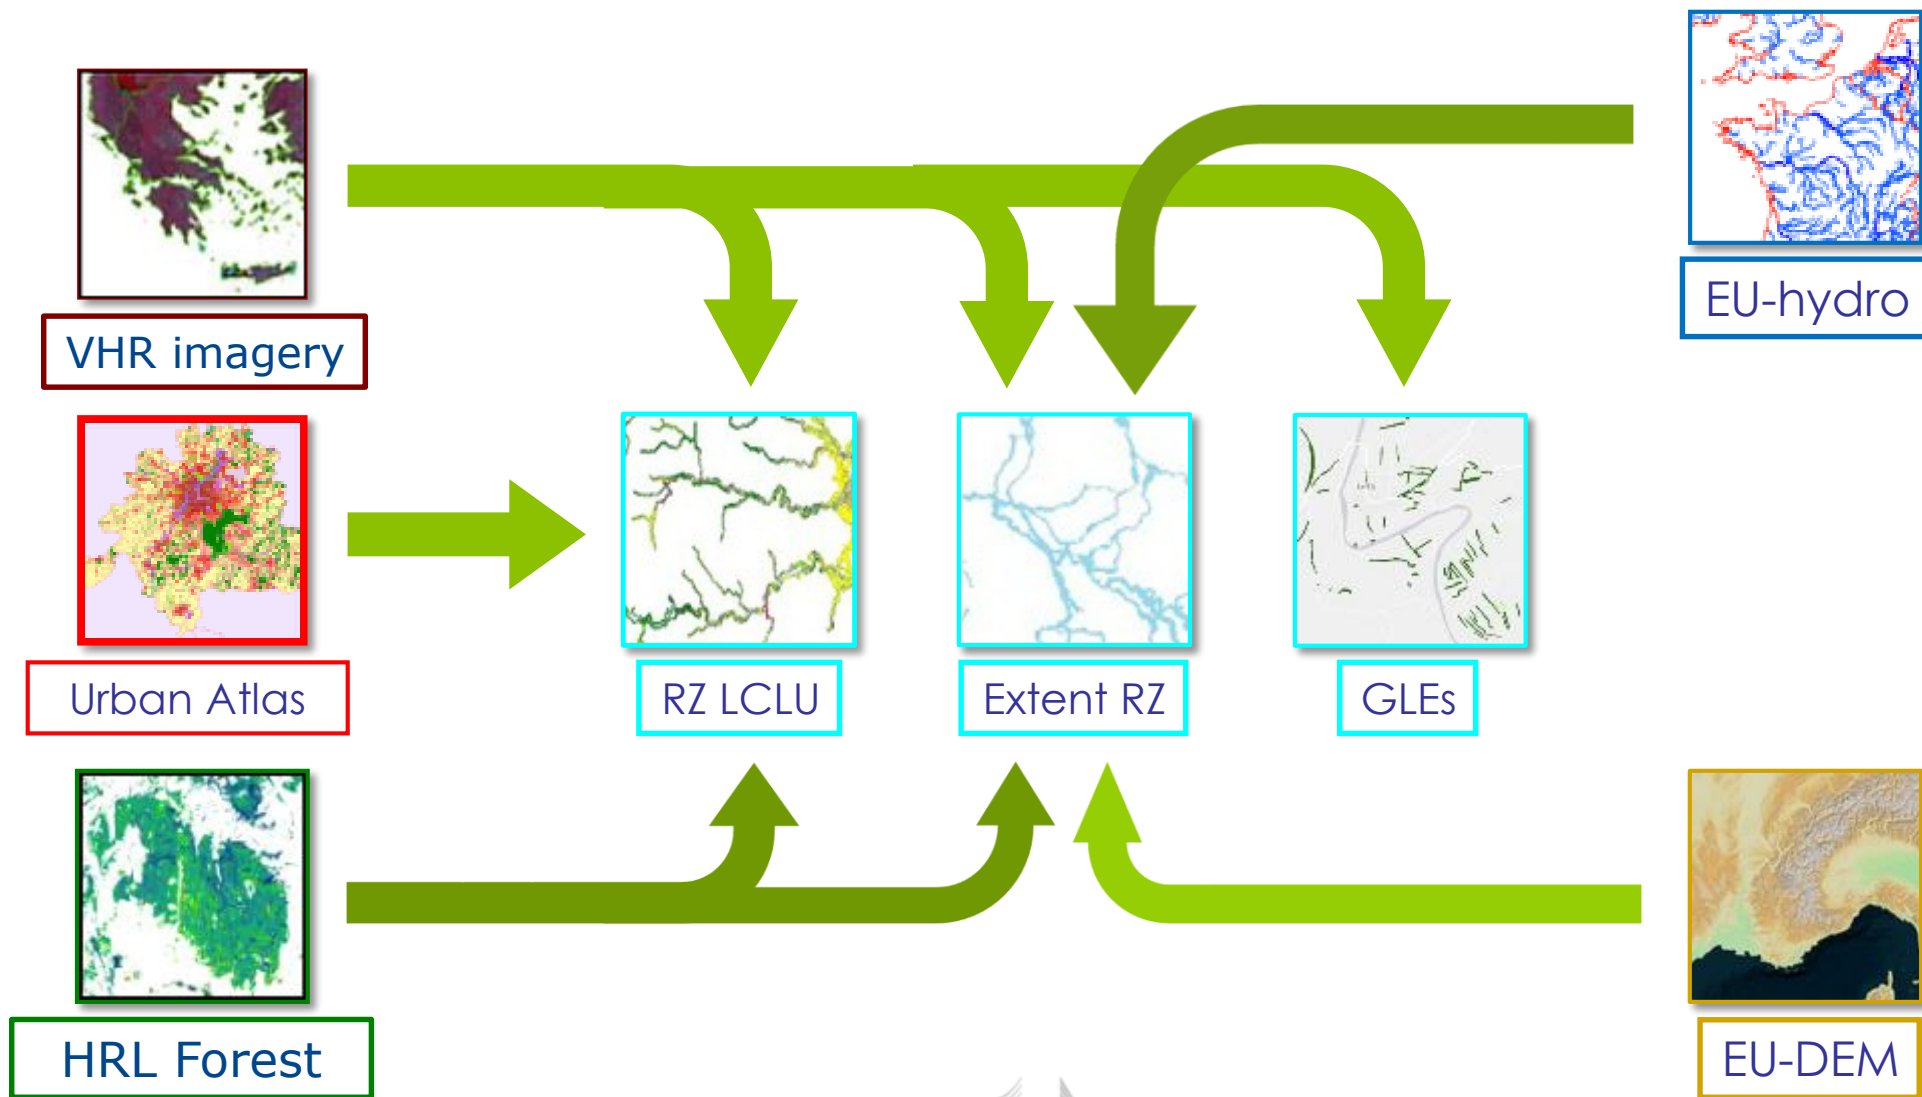 VHR imagery
EU-hydro
Urban Atlas
RZ LCLU
Extent RZ
GLEs
HRL Forest
EU-DEM